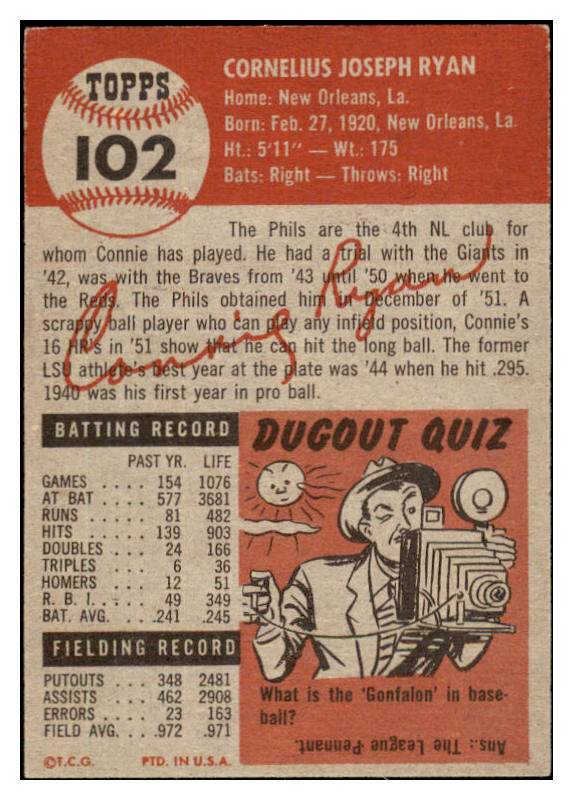 TOPPS
102
CORNELIUS JOSEPH RYAN
Home: New Orleans, La.
Born: Feb. 27, 1920, New Orleans, La.
Ht.: 5'11" — Wt.: 175
Bats: Right — Throws: Right
The Phils are the 4th NL club for
whom Connie has played. He had a trial with the Giants in
'42, was with the Braves from '43 until '50 when he went to
the Reds. The Phils obtained him in December of '51. A
scrappy ball player who can play any infield position, Connie's
16 HR's in '51 show that he can hit the long ball. The former
LSU athlete's best year at the plate was '44 when he hit .295.
1940 was his first year in pro ball.
Connie Ryan
BATTING RECORD
PAST YR. LIFE
GAMES .... 154 1076
AT BAT .... 577 3681
RUNS ..... 81 482
HITS ..... 139 903
DOUBLES ... 24 166
TRIPLES ... 6 36
HOMERS ... 12 51
R. B. I. .... 49 349
BAT. AVG. . . .241 .245
FIELDING RECORD
PUTOUTS ... 348 2481
ASSISTS ... 462 2908
ERRORS .... 23 163
FIELD AVG. . .972 .971
©T.C.G. PTD. IN U.S.A.
DUGOUT QUIZ
What is the 'Gonfalon' in base-
ball?
Ans.: The League Pennant.